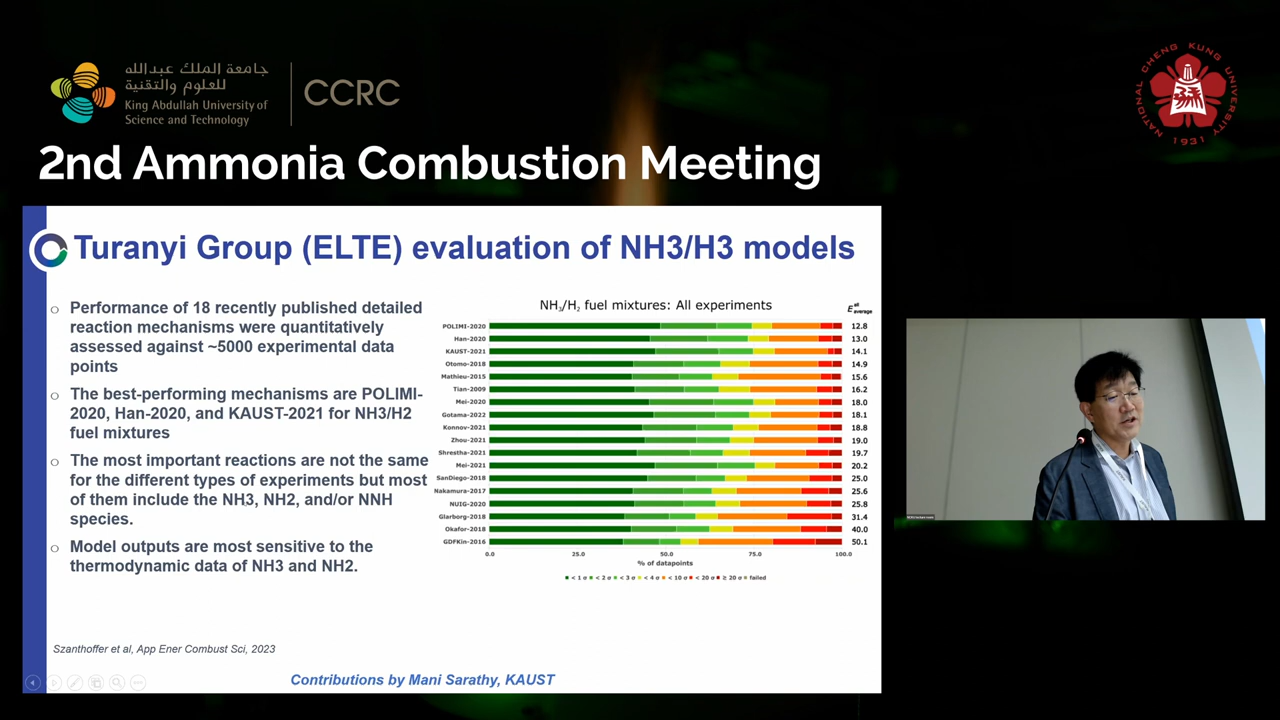 جامعة الملك عبدالله
للعلوم والتقنية
King Abdullah University of
Science and Technology
CCRC
NATIONAL CHENG KUNG UNIVERSITY
1931
2nd Ammonia Combustion Meeting
Turanyi Group (ELTE) evaluation of NH3/H3 models
Performance of 18 recently published detailed
reaction mechanisms were quantitatively
assessed against ~5000 experimental data
points
The best-performing mechanisms are POLIMI-
2020, Han-2020, and KAUST-2021 for NH3/H2
fuel mixtures
The most important reactions are not the same
for the different types of experiments but most
of them include the NH3, NH2, and/or NNH
species.
Model outputs are most sensitive to the
thermodynamic data of NH3 and NH2.
NH3/H2 fuel mixtures: All experiments
E all average
POLIMI-2020 12.8
Han-2020 13.0
KAUST-2021 14.1
Otomo-2018 14.9
Mathieu-2015 15.6
Tian-2009 16.2
Mei-2020 18.0
Gotama-2022 18.1
Konnov-2021 18.8
Zhou-2021 19.0
Shrestha-2021 19.7
Mei-2021 20.2
SanDiego-2018 25.0
Nakamura-2017 25.6
NUIG-2020 25.8
Glarborg-2018 31.4
Okafor-2018 40.0
GDFKin-2016 50.1
0.0 25.0 50.0 75.0 100.0
% of datapoints
< 1 σ < 2 σ < 3 σ < 4 σ < 10 σ < 20 σ ≥ 20 σ failed
Szanthoffer et al, App Ener Combust Sci, 2023
Contributions by Mani Sarathy, KAUST